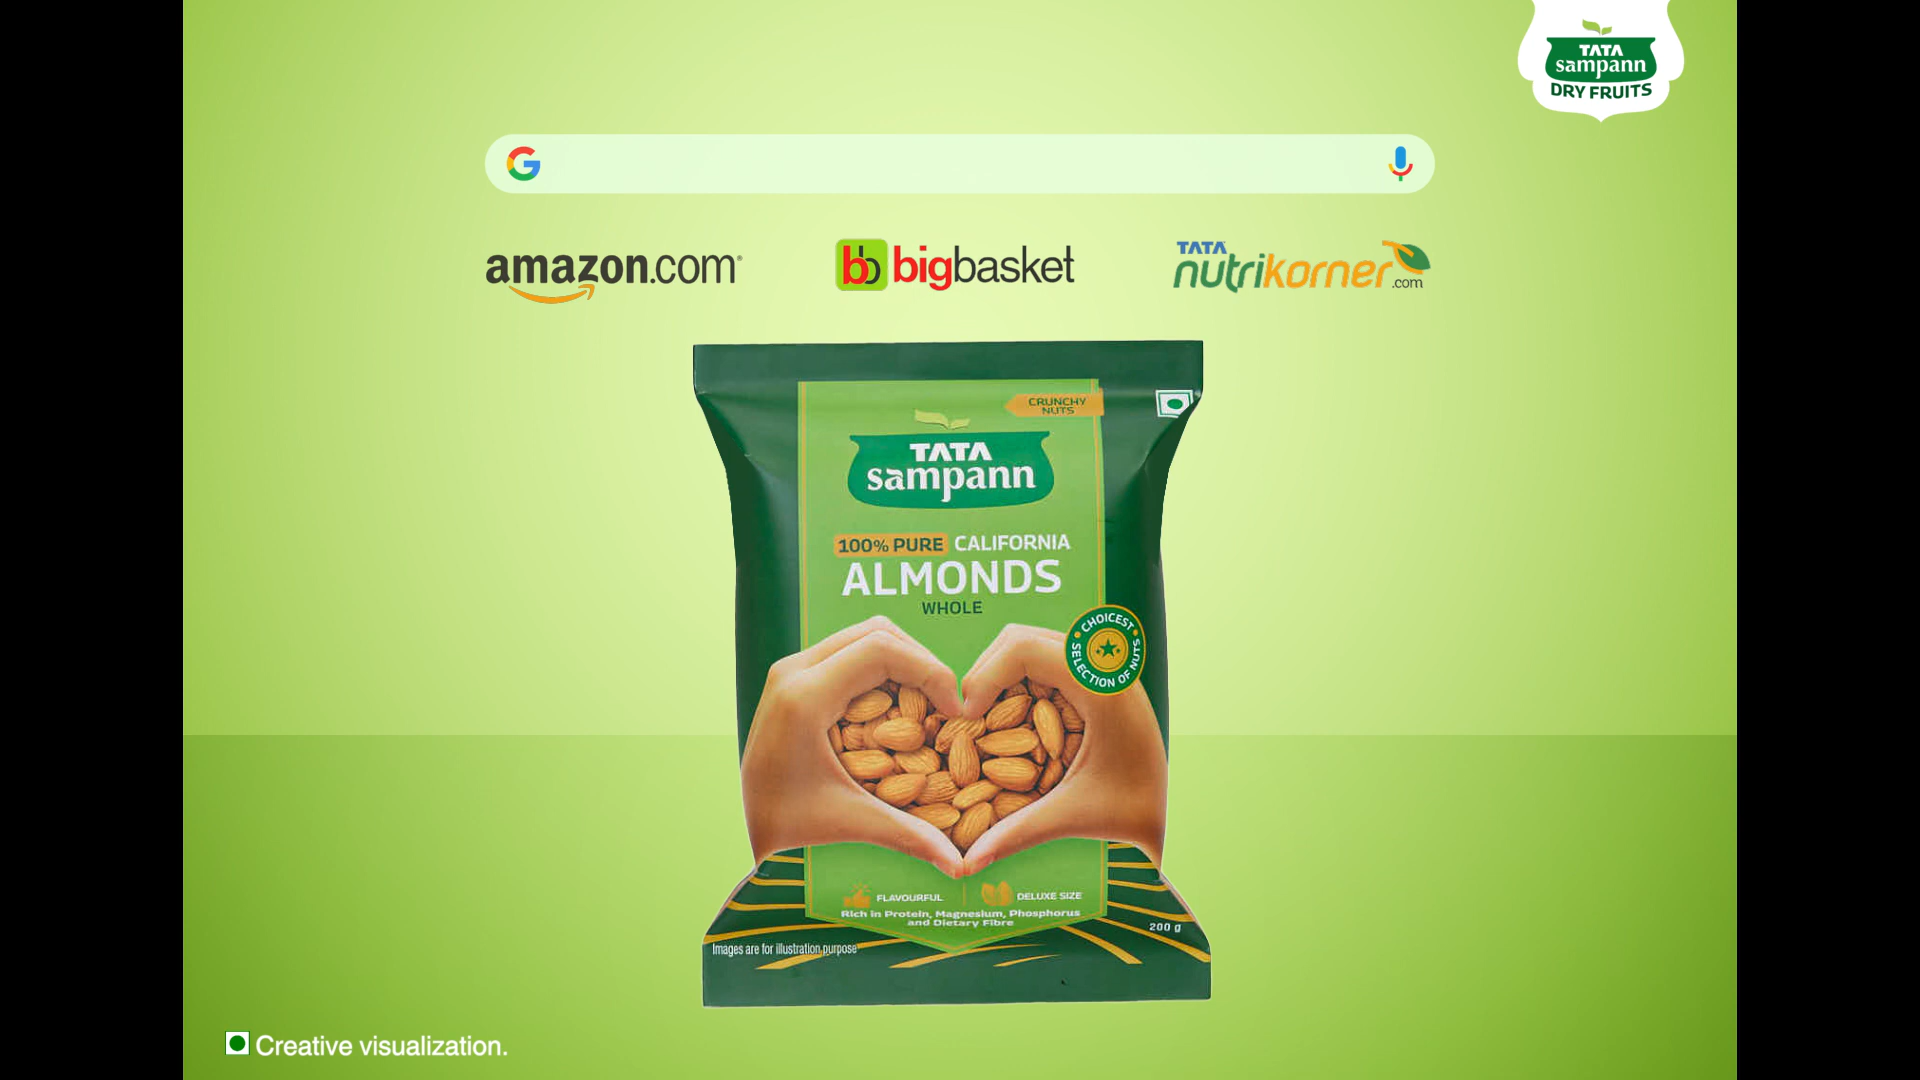 TATA
sampann
DRY FRUITS
amazon.com
bb bigbasket
TATA
nutrikorner.com
CRUNCHY
NUTS
TATA
sampann
100% PURE CALIFORNIA
ALMONDS
WHOLE
CHOICEST
SELECTION OF NUTS
FLAVOURFUL
DELUXE SIZE
Rich in Protein, Magnesium, Phosphorus
and Dietary Fibre
200 g
Images are for illustration purpose
Creative visualization.